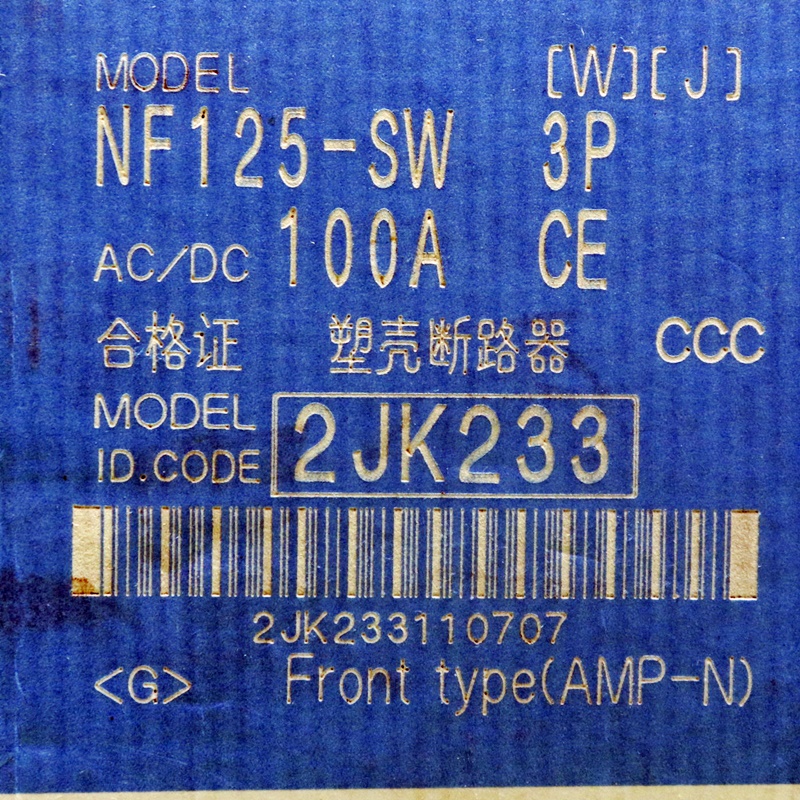 MODEL [W][J]
NF125-SW 3P
AC/DC 100A CE
合格证 塑壳断路器 CCC
MODEL
ID.CODE 2JK233
2JK233110707
<G> Front type(AMP-N)